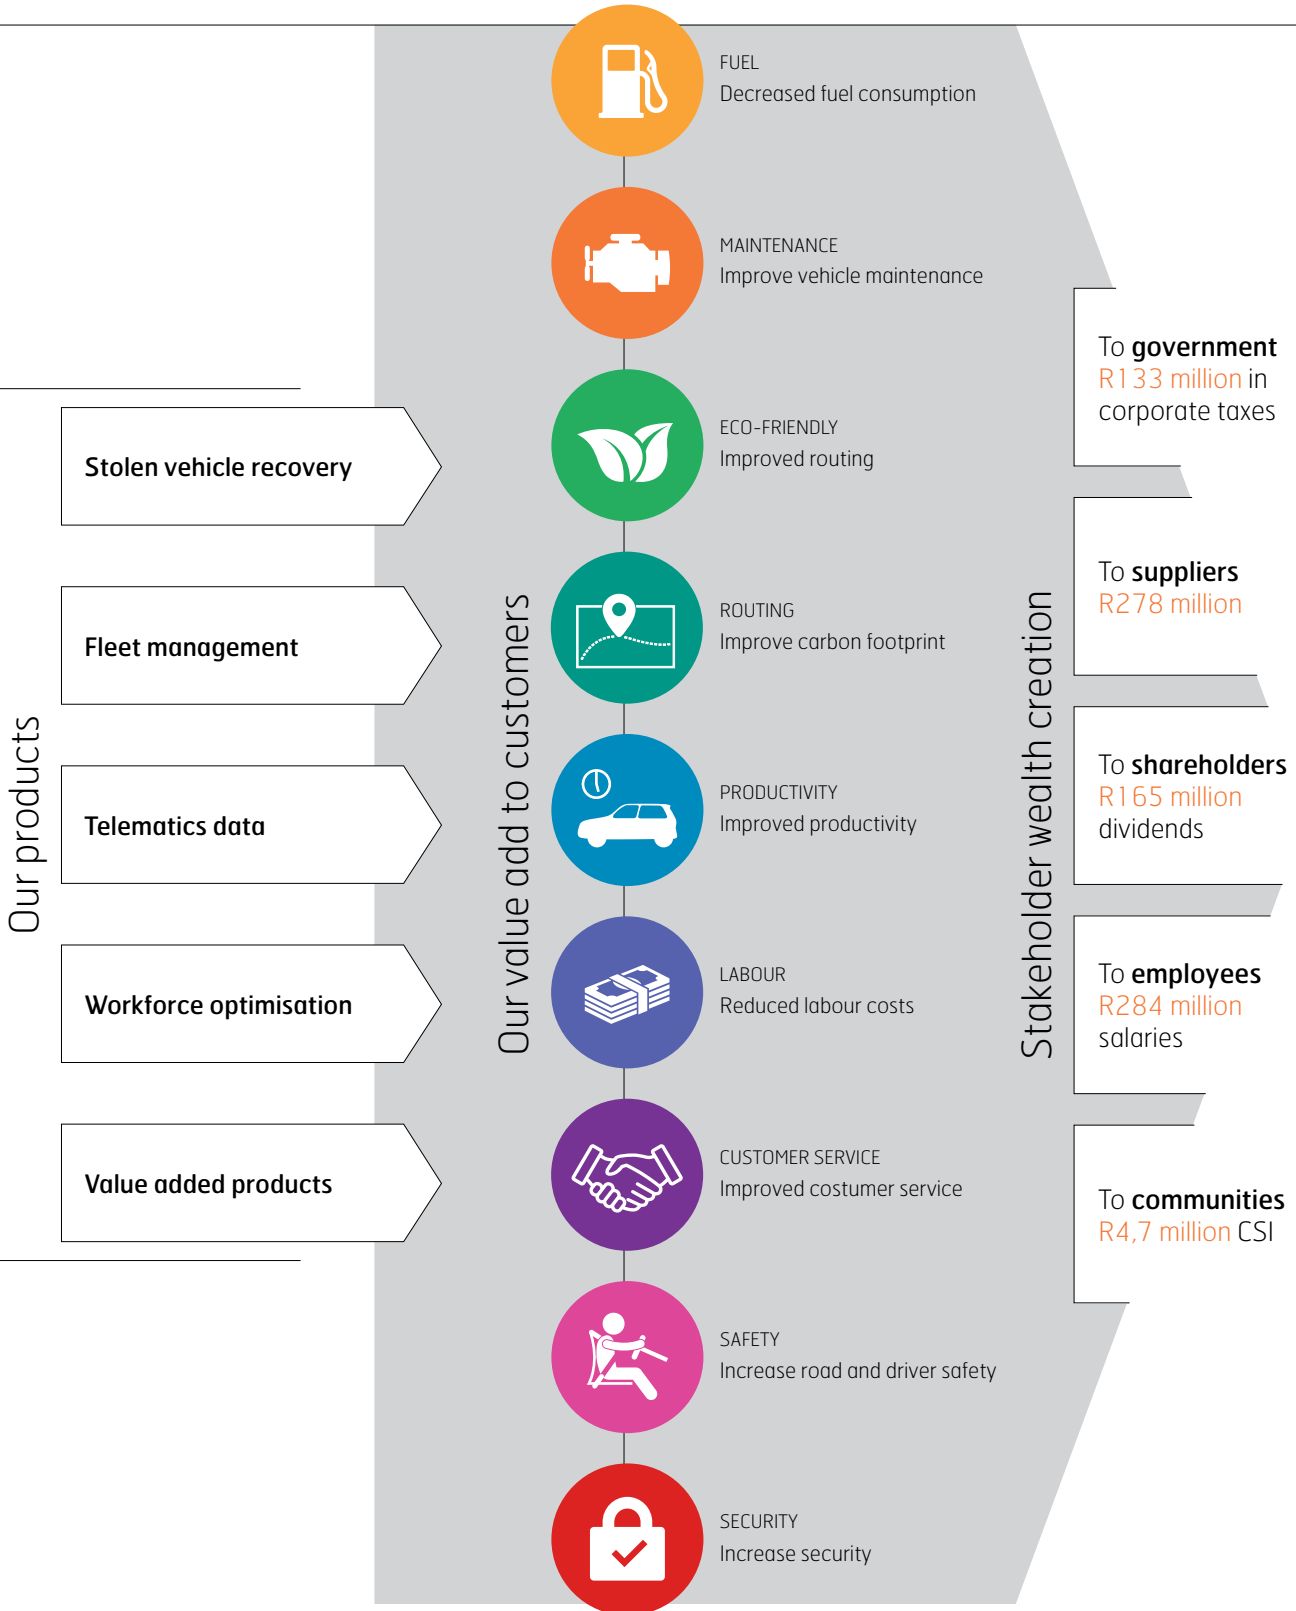 Our products
Stolen vehicle recovery
Fleet management
Telematics data
Workforce optimisation
Value added products
Our value add to customers
FUEL
Decreased fuel consumption
MAINTENANCE
Improve vehicle maintenance
ECO-FRIENDLY
Improved routing
ROUTING
Improve carbon footprint
PRODUCTIVITY
Improved productivity
LABOUR
Reduced labour costs
CUSTOMER SERVICE
Improved costumer service
SAFETY
Increase road and driver safety
SECURITY
Increase security
Stakeholder wealth creation
To government
R133 million in
corporate taxes
To suppliers
R278 million
To shareholders
R165 million
dividends
To employees
R284 million
salaries
To communities
R4,7 million CSI